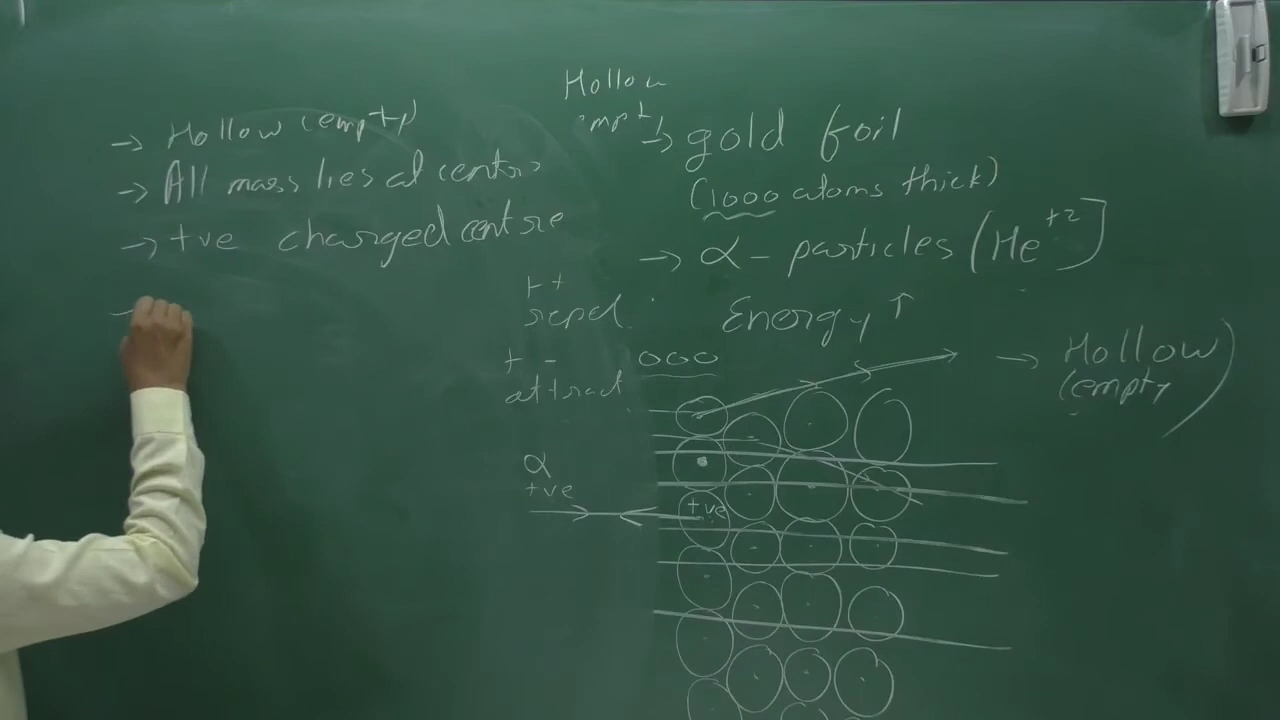 → Hollow (empty)
→ All mass lies at centre
→ +ve charged centre
Hollow
empty
→ gold foil
(1000 atoms thick)
→ α - particles (He+2)
Energy ↑
++
repel
+ -
attract
000
α
+ve
+ve
→ Hollow
(empty)